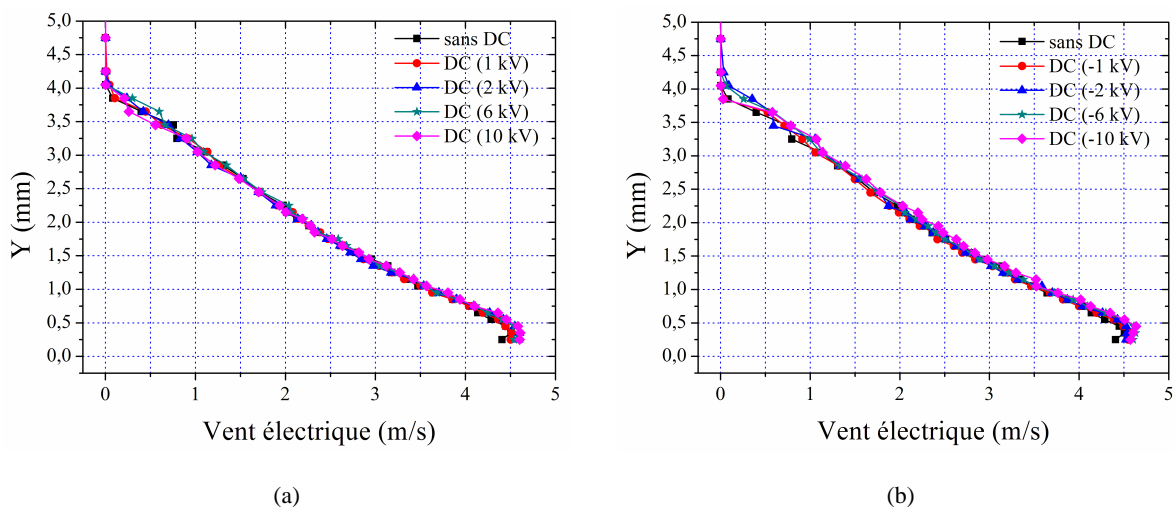 5,0
4,5
4,0
3,5
3,0
2,5
2,0
1,5
1,0
0,5
0,0
Y (mm)
0 1 2 3 4 5
Vent électrique (m/s)
sans DC
DC (1 kV)
DC (2 kV)
DC (6 kV)
DC (10 kV)
(a)
5,0
4,5
4,0
3,5
3,0
2,5
2,0
1,5
1,0
0,5
0,0
Y (mm)
0 1 2 3 4 5
Vent électrique (m/s)
sans DC
DC (-1 kV)
DC (-2 kV)
DC (-6 kV)
DC (-10 kV)
(b)